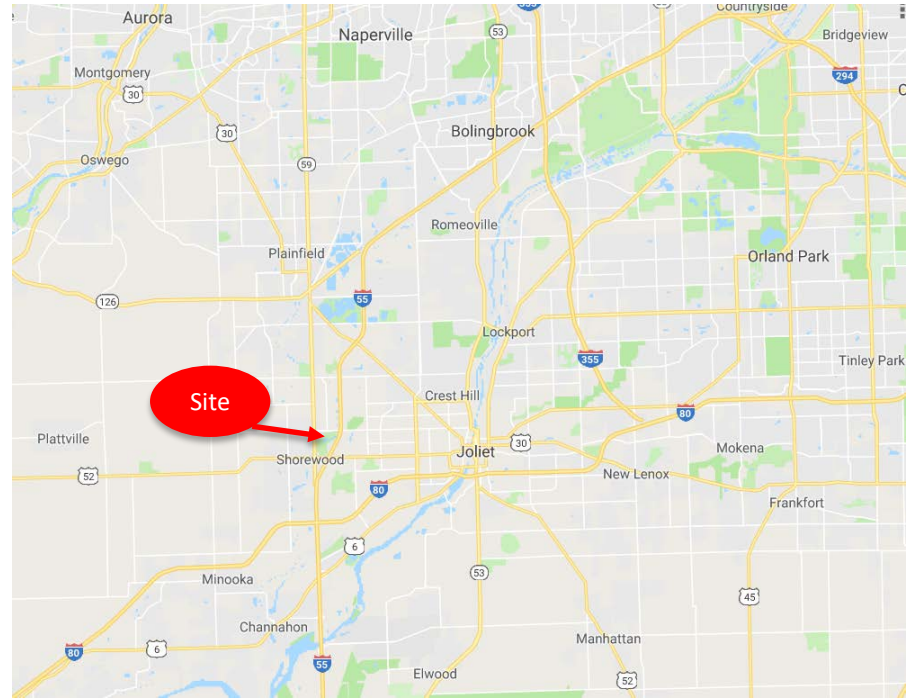 Aurora
Naperville
355
53
Countryside
Bridgeview
294
Montgomery
30
30
Bolingbrook
Oswego
59
Romeoville
Plainfield
Orland Park
126
55
Lockport
355
Tinley Park
Site
Crest Hill
80
Plattville
Shorewood
Joliet
30
Mokena
52
80
New Lenox
Frankfort
6
Minooka
53
45
Channahon
Manhattan
80
6
55
Elwood
52